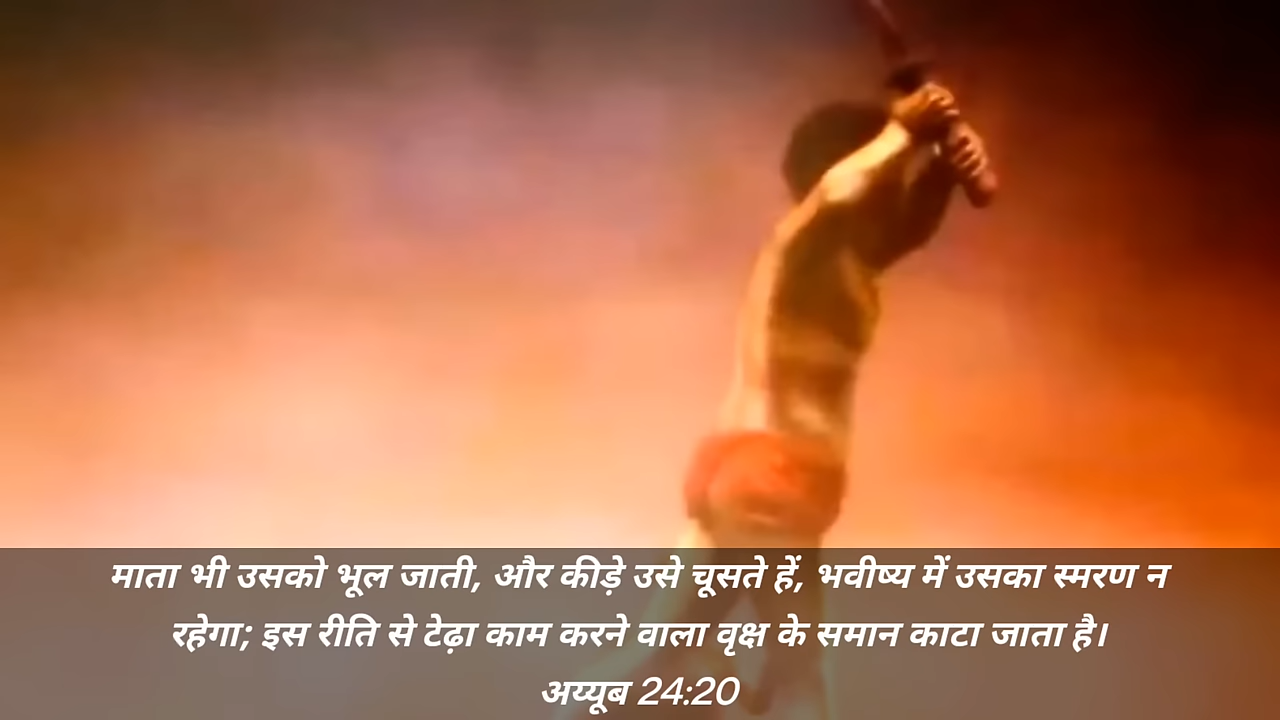 माता भी उसको भूल जाती, और कीड़े उसे चूसते हें, भवीष्य में उसका स्मरण न
रहेगा; इस रीति से टेढ़ा काम करने वाला वृक्ष के समान काटा जाता है।
अय्यूब 24:20